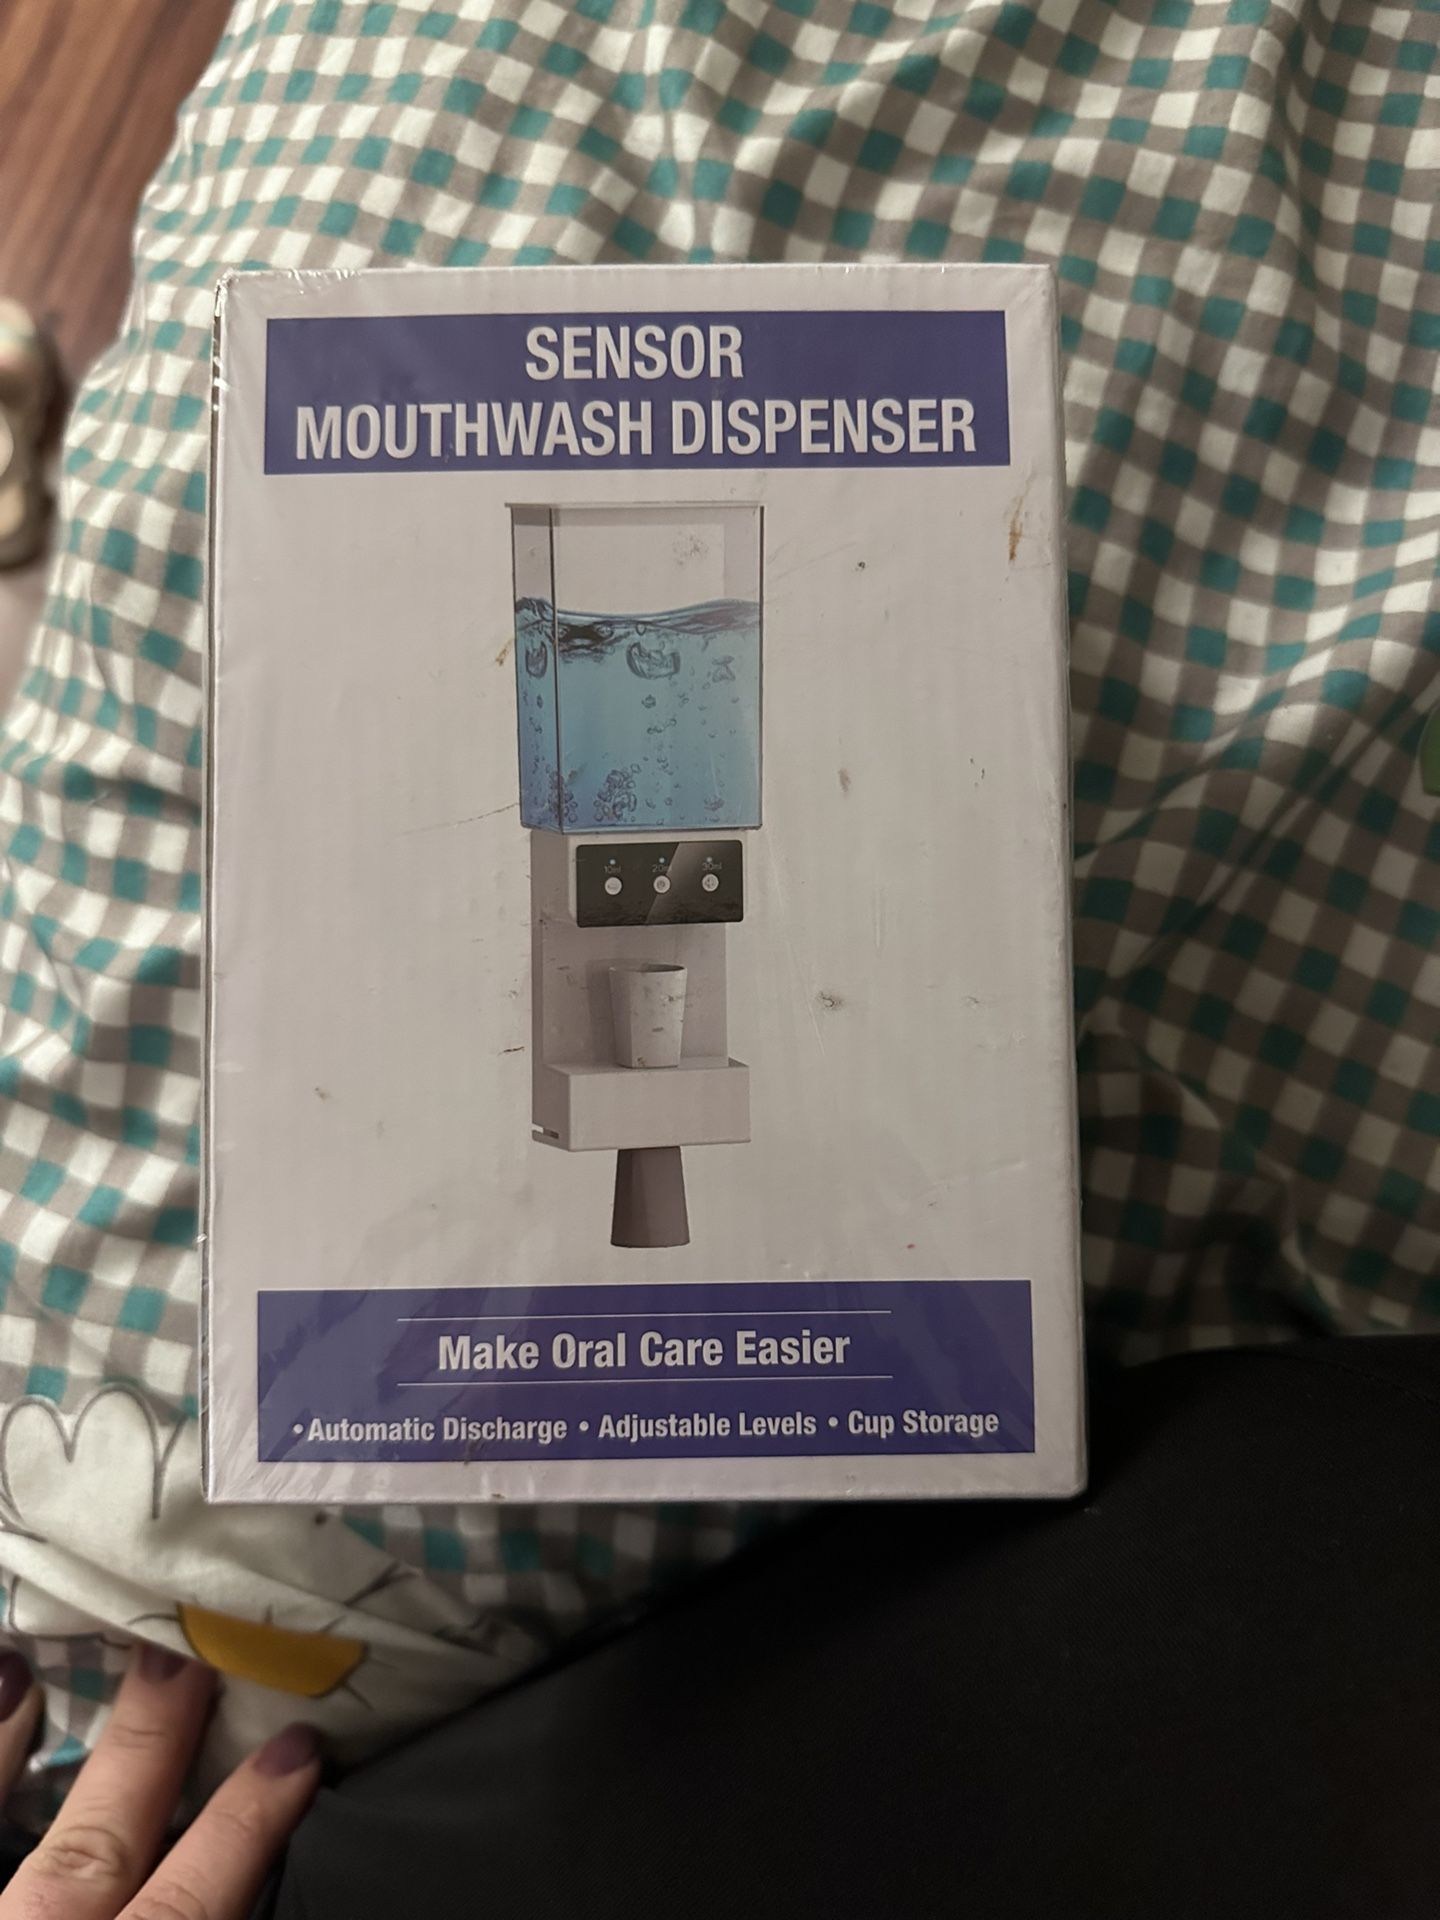 SENSOR
MOUTHWASH DISPENSER
10ml 20ml 30ml
Make Oral Care Easier
• Automatic Discharge • Adjustable Levels • Cup Storage